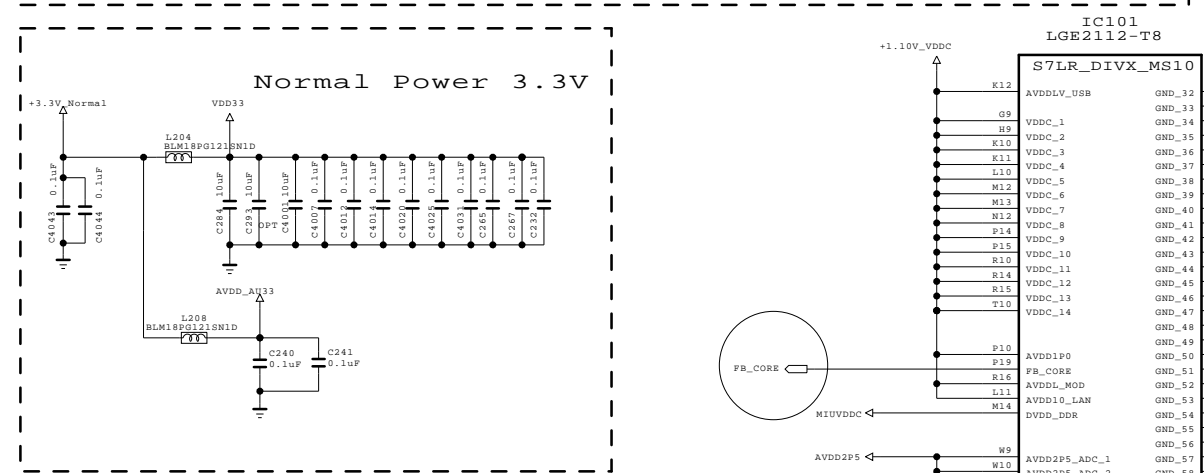 IC101
LGE2112-T8
S7LR_DIVX_MS10
Normal Power 3.3V
+3.3V_Normal
VDD33
L204
BLM18PG121SN1D
C4043 0.1uF
C4044 0.1uF
C284 10uF
C293 10uF
OPT
C4001 10uF
C4007 0.1uF
C4012 0.1uF
C4014 0.1uF
C4020 0.1uF
C4025 0.1uF
C4031 0.1uF
C265 0.1uF
C267 0.1uF
C232 0.1uF
AVDD_AU33
L208
BLM18PG121SN1D
C240
0.1uF
C241
0.1uF
+1.10V_VDDC
K12 AVDDLV_USB GND_32
GND_33
G9 VDDC_1 GND_34
H9 VDDC_2 GND_35
K10 VDDC_3 GND_36
K11 VDDC_4 GND_37
L10 VDDC_5 GND_38
M12 VDDC_6 GND_39
M13 VDDC_7 GND_40
N12 VDDC_8 GND_41
P14 VDDC_9 GND_42
P15 VDDC_10 GND_43
R10 VDDC_11 GND_44
R14 VDDC_12 GND_45
R15 VDDC_13 GND_46
T10 VDDC_14 GND_47
GND_48
GND_49
P10 AVDD1P0 GND_50
FB_CORE P19 FB_CORE GND_51
R16 AVDDL_MOD GND_52
L11 AVDD10_LAN GND_53
MIUVDDC M14 DVDD_DDR GND_54
GND_55
GND_56
AVDD2P5 W9 AVDD2P5_ADC_1 GND_57
W10 AVDD2P5_ADC_2 GND_58